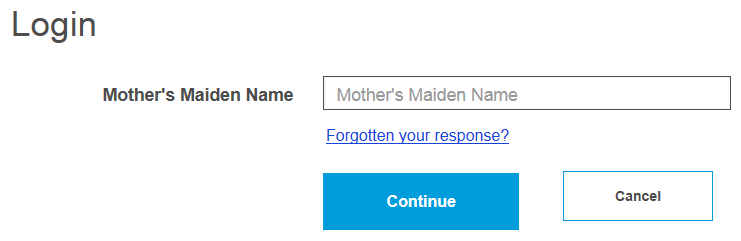 Login
Mother's Maiden Name Mother's Maiden Name
Forgotten your response?
Continue Cancel